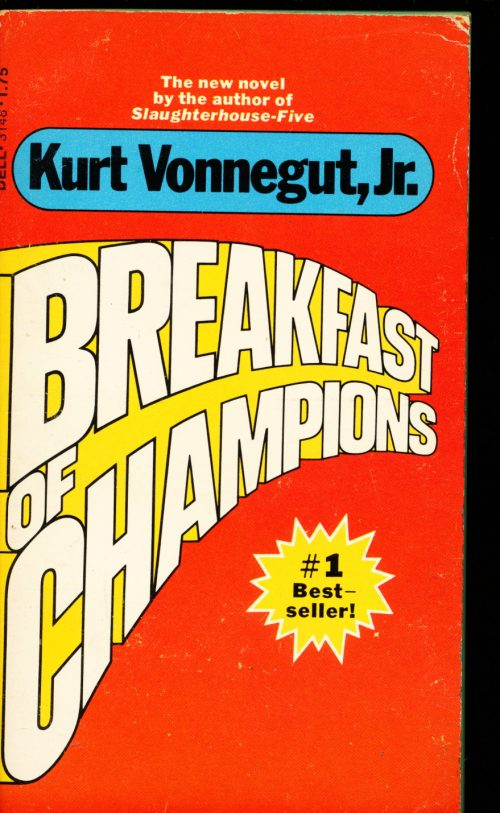 The new novel
by the author of
Slaughterhouse-Five
Kurt Vonnegut, Jr.
BREAKFAST
OF
CHAMPIONS
#1
Best-
seller!
DELL • 3148 • 1.75